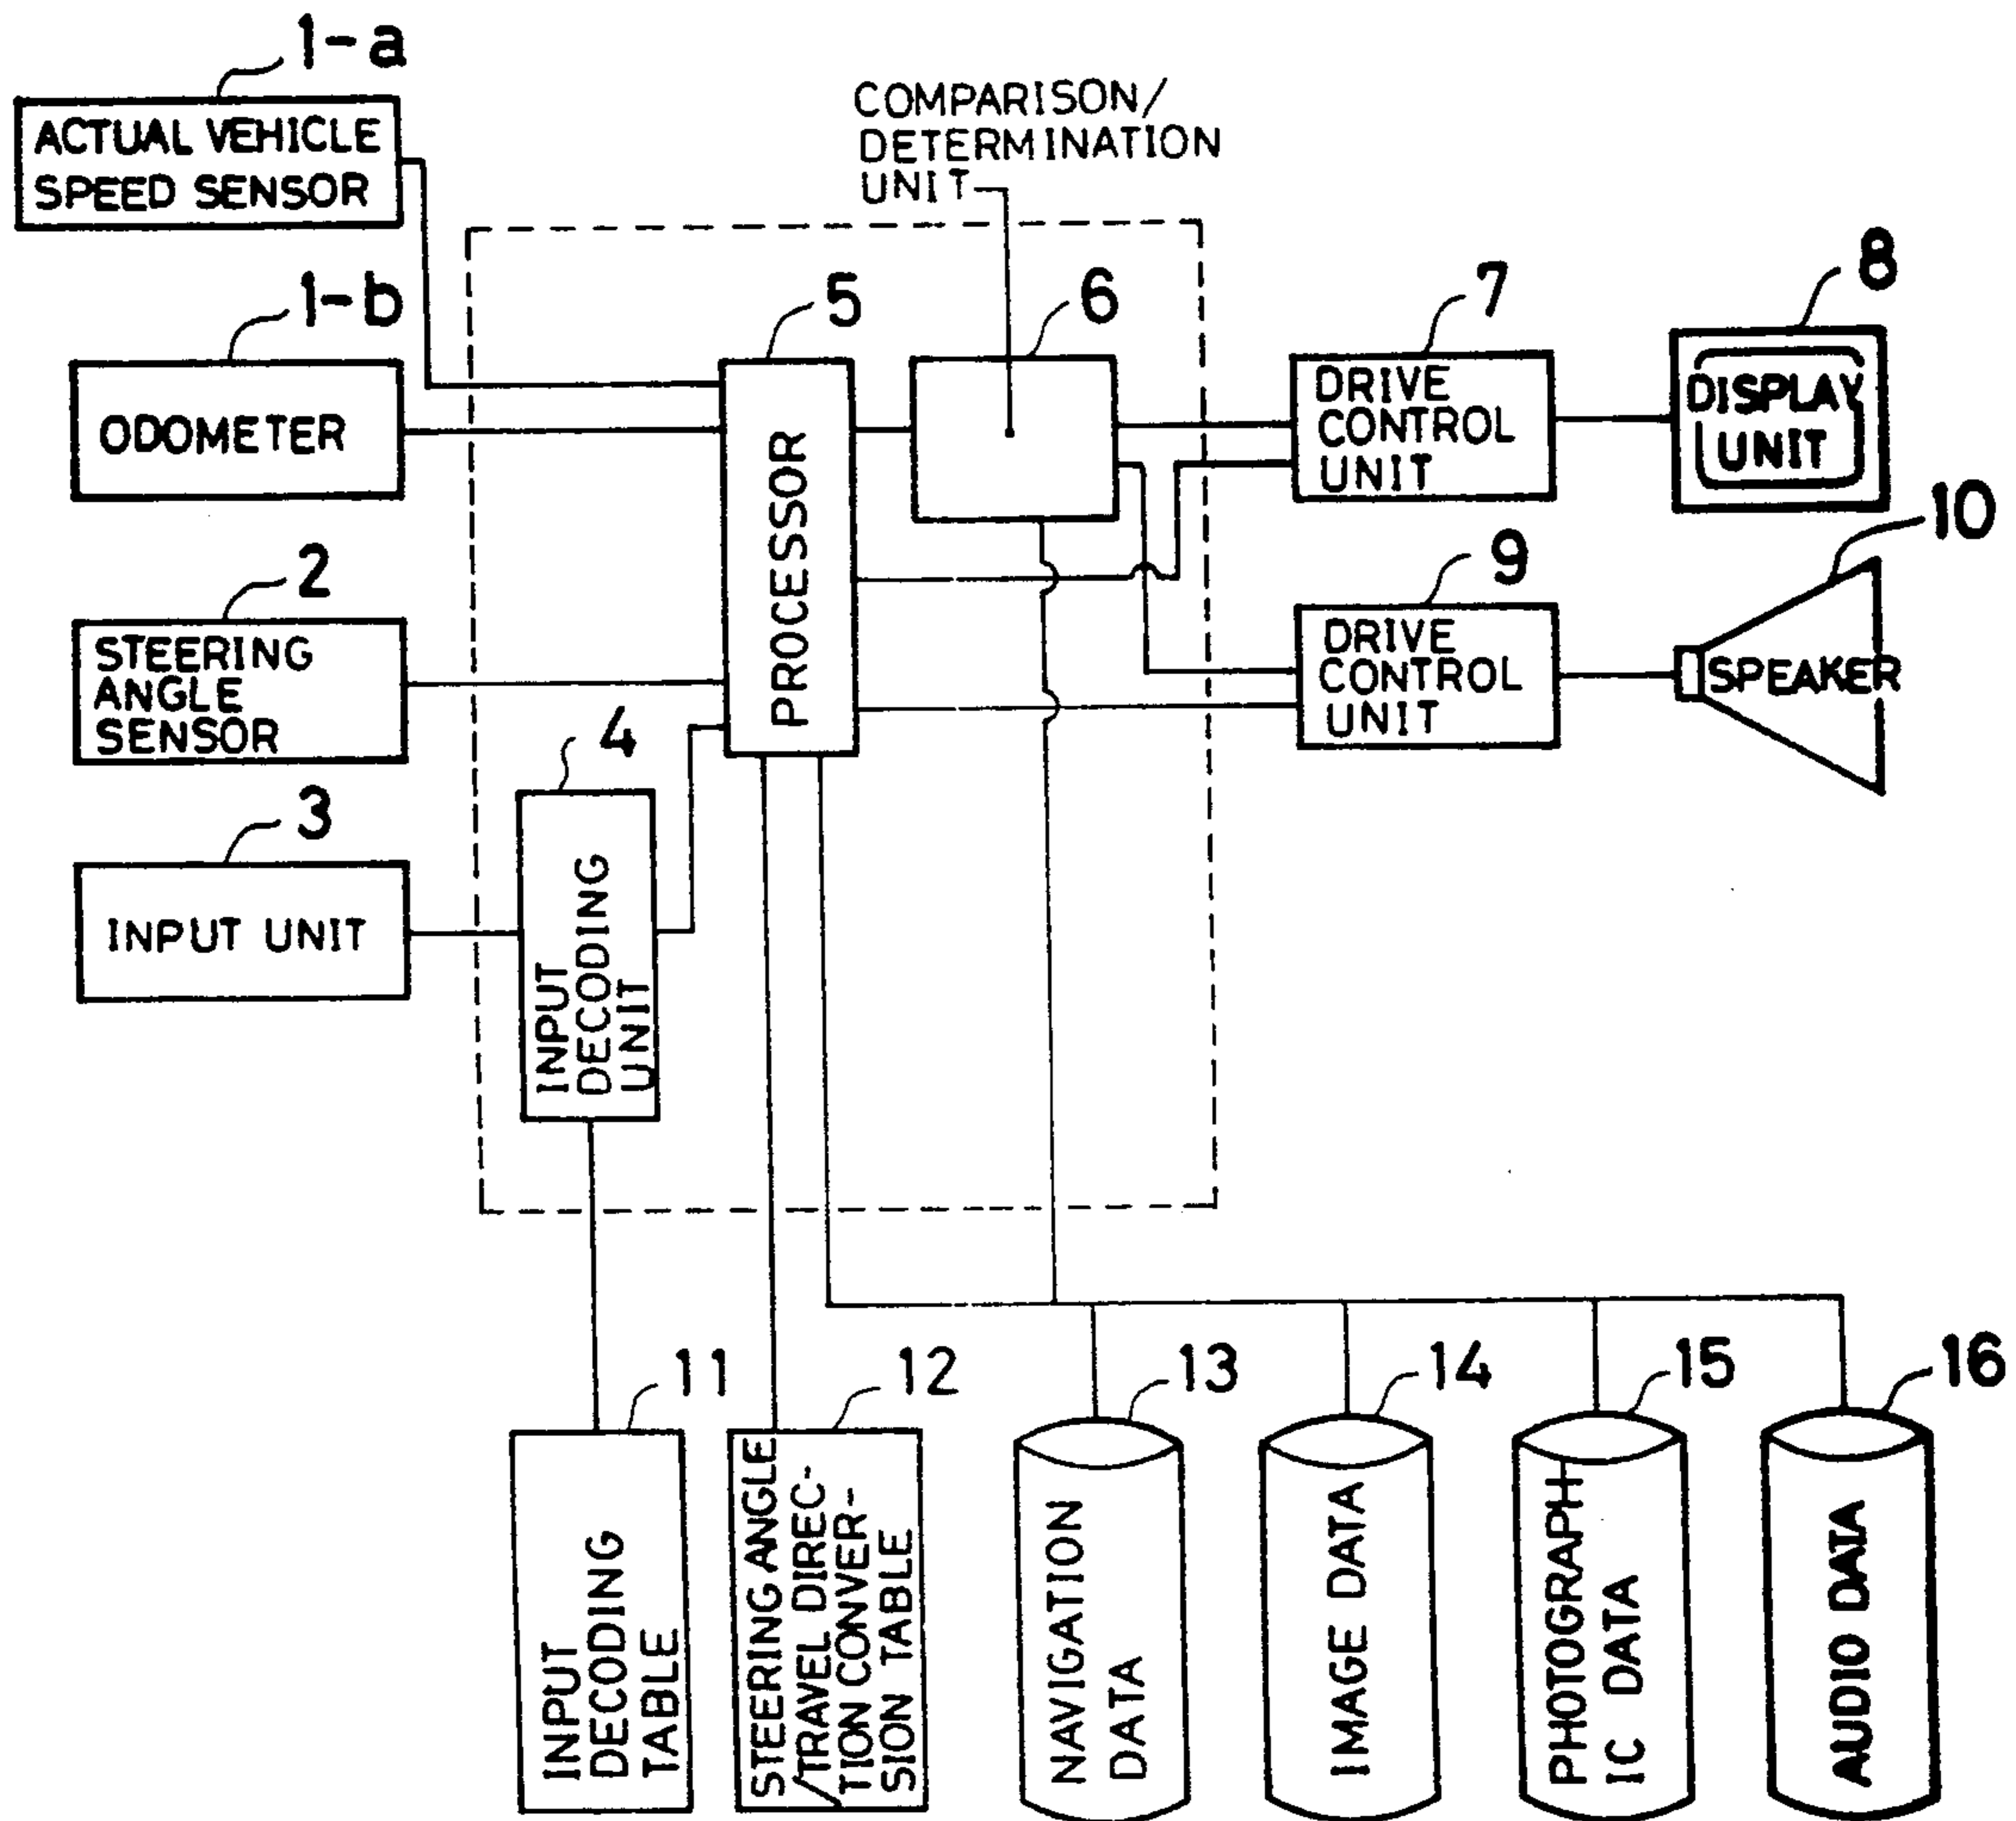 1-a
ACTUAL VEHICLE
SPEED SENSOR
COMPARISON/
DETERMINATION
UNIT
1-b
ODOMETER
5
PROCESSOR
6
7
DRIVE
CONTROL
UNIT
8
DISPLAY
UNIT
2
STEERING
ANGLE
SENSOR
9
DRIVE
CONTROL
UNIT
10
SPEAKER
3
INPUT UNIT
4
INPUT
DECODING
UNIT
11
INPUT
DECODING
TABLE
12
STEERING ANGLE
/TRAVEL DIREC-
TION CONVER-
SION TABLE
13
NAVIGATION
DATA
14
IMAGE DATA
15
PHOTOGRAPH
IC DATA
16
AUDIO DATA